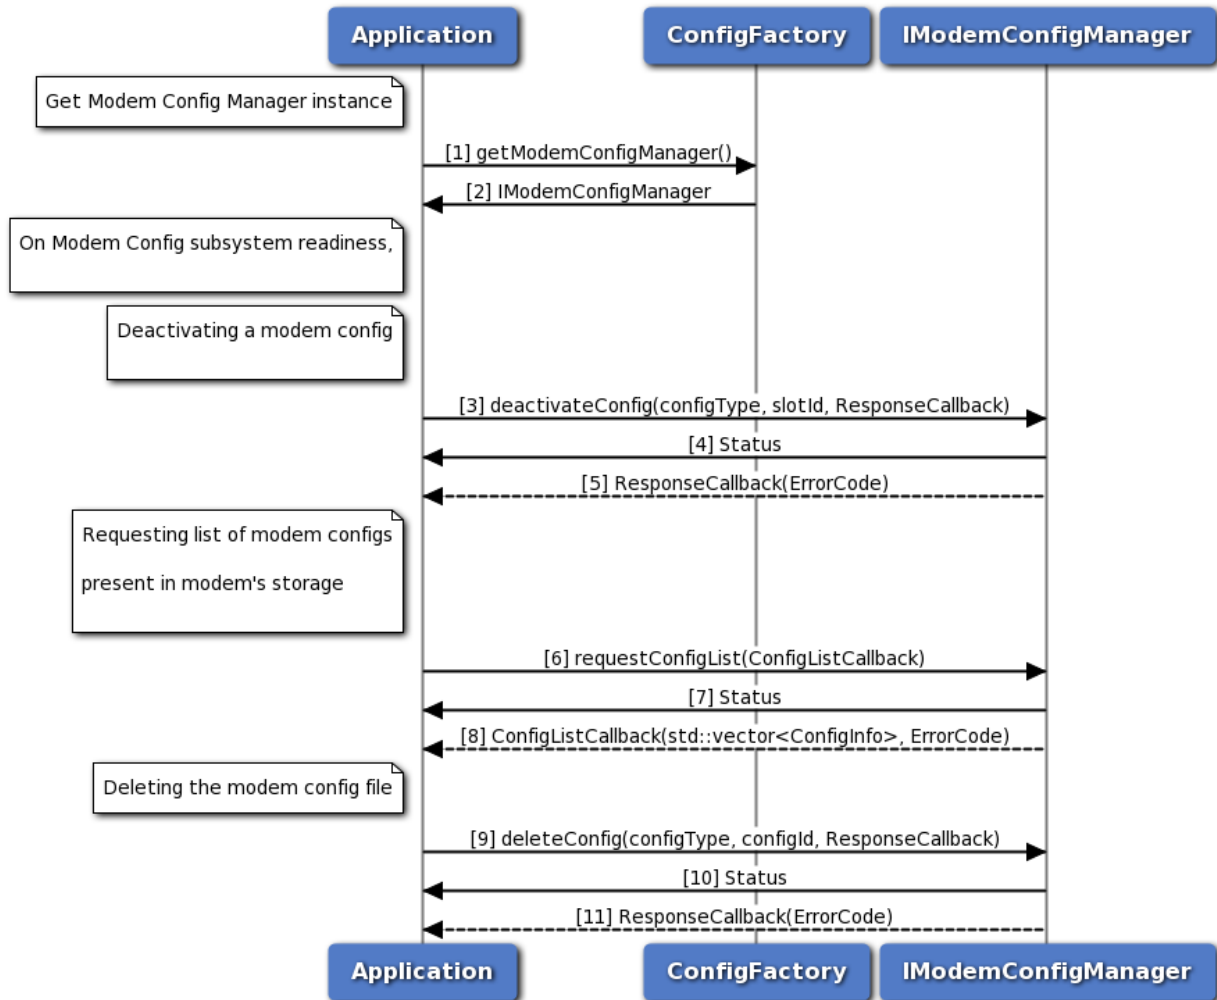 Application
ConfigFactory
IModemConfigManager
Get Modem Config Manager instance
[1] getModemConfigManager()
[2] IModemConfigManager
On Modem Config subsystem readiness,
Deactivating a modem config
[3] deactivateConfig(configType, slotId, ResponseCallback)
[4] Status
[5] ResponseCallback(ErrorCode)
Requesting list of modem configs
present in modem's storage
[6] requestConfigList(ConfigListCallback)
[7] Status
[8] ConfigListCallback(std::vector<ConfigInfo>, ErrorCode)
Deleting the modem config file
[9] deleteConfig(configType, configId, ResponseCallback)
[10] Status
[11] ResponseCallback(ErrorCode)
Application
ConfigFactory
IModemConfigManager